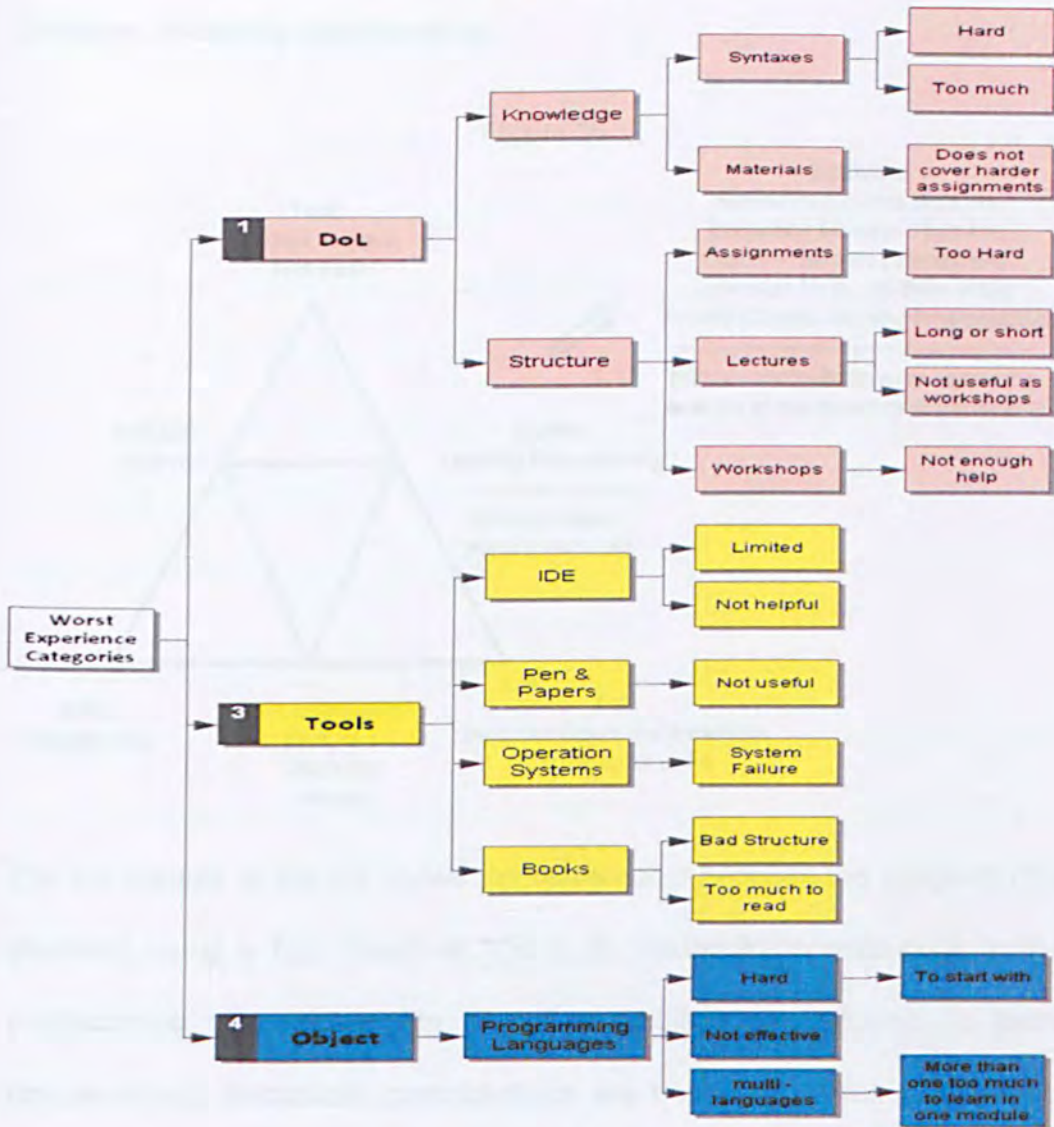 Worst
Experience
Categories
1 DoL
Knowledge
Syntaxes
Hard
Too much
Materials
Does not
cover harder
assignments
Structure
Assignments
Too Hard
Lectures
Long or short
Not useful as
workshops
Workshops
Not enough
help
3 Tools
IDE
Limited
Not helpful
Pen &
Papers
Not useful
Operation
Systems
System
Failure
Books
Bad Structure
Too much to
read
4 Object
Programming
Languages
Hard
To start with
Not effective
multi -
languages
More than
one too much
to learn in
one module